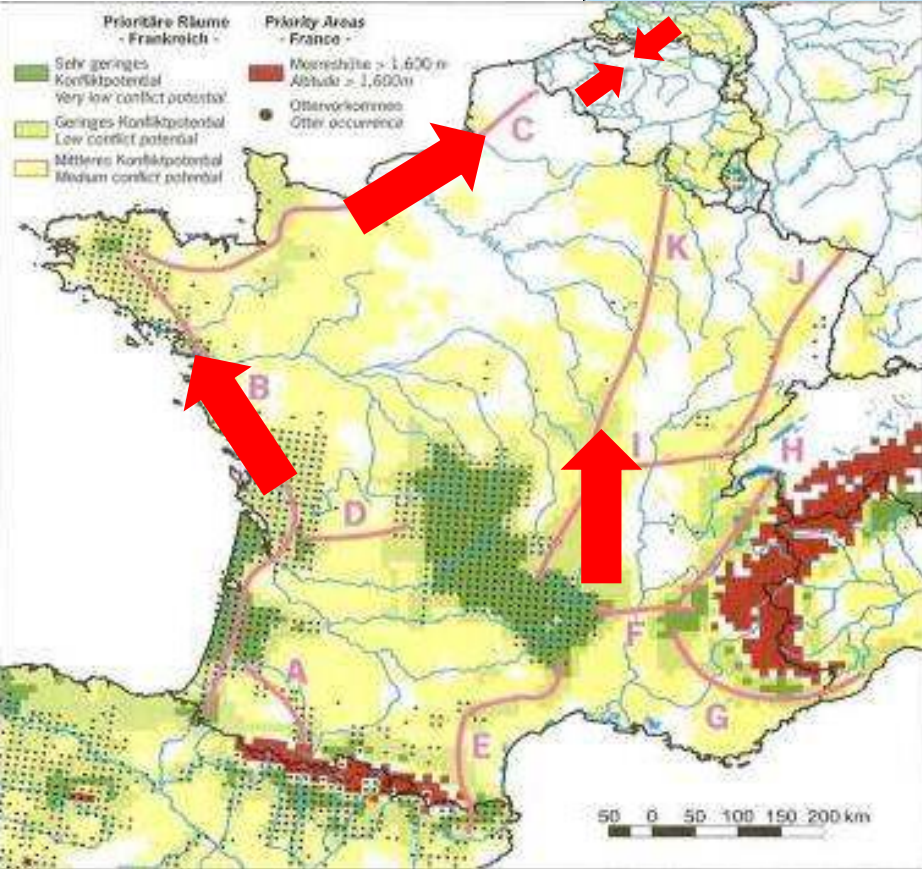 Prioritäre Räume
- Frankreich -
Sehr geringes
Konfliktpotential
Very low conflict potential
Geringes Konfliktpotential
Low conflict potential
Mittleres Konfliktpotential
Medium conflict potential
Priority Areas
- France -
Meereshöhe > 1,600 m
Altitude > 1,600m
Ottervorkommen
Otter occurrence
C
K
J
B
I
H
D
F
A
G
E
50 0 50 100 150 200 km